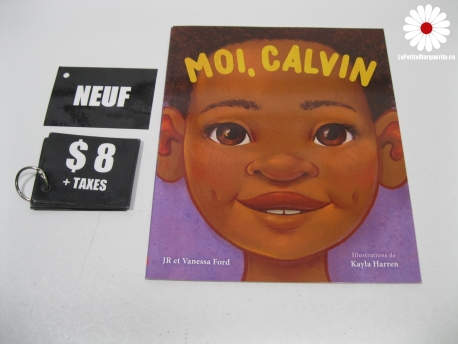 LaPetiteMarguerite.ca
MOI, CALVIN
NEUF
$ 8
+ TAXES
JR et Vanessa Ford
Illustrations de
Kayla Harren